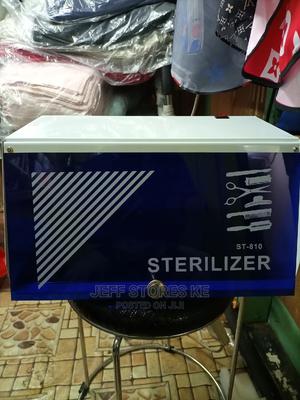 ST-810
STERILIZER
JEFF STORES KE
POSTED ON JIJI